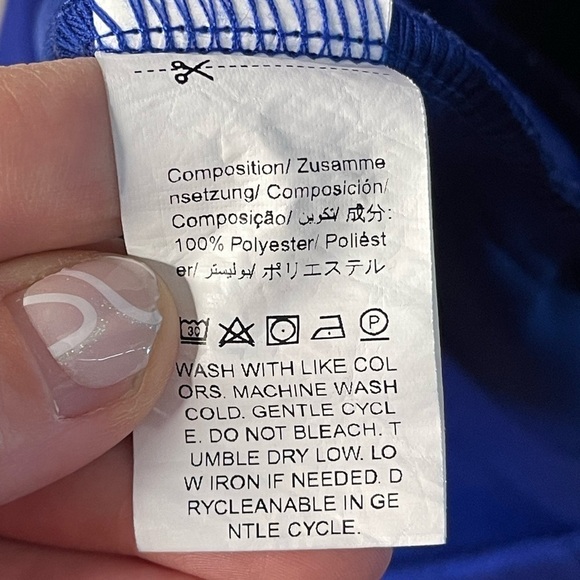 Composition/ Zusamme
nsetzung/ Composición/
Composição/ تكوين/ 成分:
100% Polyester/ Poliést
er/ بوليستر/ ポリエステル
30 P
WASH WITH LIKE COL
ORS. MACHINE WASH
COLD. GENTLE CYCL
E. DO NOT BLEACH. T
UMBLE DRY LOW. LO
W IRON IF NEEDED. D
RYCLEANABLE IN GE
NTLE CYCLE.